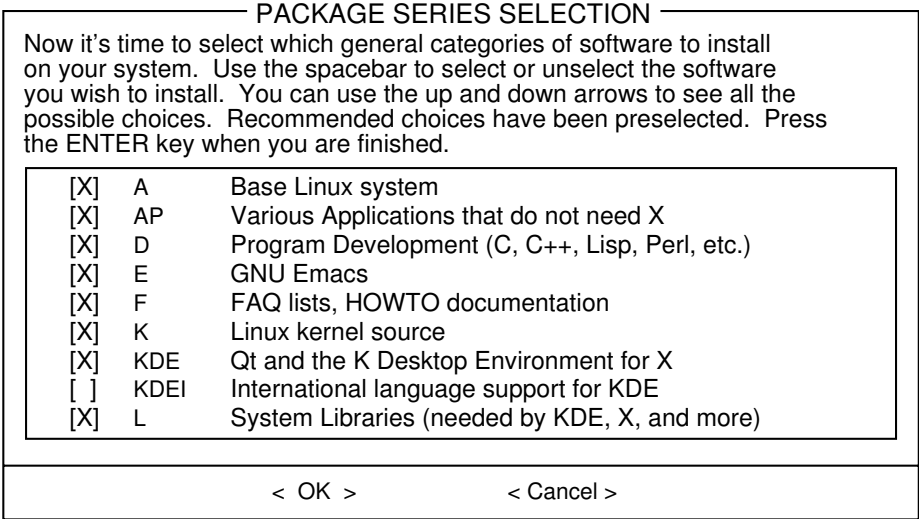 PACKAGE SERIES SELECTION
Now it's time to select which general categories of software to install
on your system.  Use the spacebar to select or unselect the software
you wish to install.  You can use the up and down arrows to see all the
possible choices.  Recommended choices have been preselected.  Press
the ENTER key when you are finished.
[X] A Base Linux system
[X] AP Various Applications that do not need X
[X] D Program Development (C, C++, Lisp, Perl, etc.)
[X] E GNU Emacs
[X] F FAQ lists, HOWTO documentation
[X] K Linux kernel source
[X] KDE Qt and the K Desktop Environment for X
[ ] KDEI International language support for KDE
[X] L System Libraries (needed by KDE, X, and more)
< OK > < Cancel >